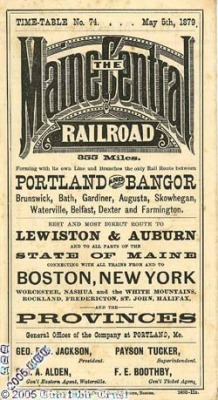 TIME-TABLE No. 74. May 5th, 1879.
THE
Maine Central
RAILROAD
355 Miles.
Forming with its own Line and Branches the only Rail Route between
PORTLAND AND BANGOR
Brunswick, Bath, Gardiner, Augusta, Skowhegan,
Waterville, Belfast, Dexter and Farmington.
BEST AND MOST DIRECT ROUTE TO
LEWISTON & AUBURN
AND TO ALL PARTS OF THE
STATE OF MAINE
CONNECTING WITH ALL TRAINS FROM AND TO
BOSTON, NEW YORK
WORCESTER, NASHUA and the WHITE MOUNTAINS,
ROCKLAND, FREDERICTON, ST. JOHN, HALIFAX,
AND THE
PROVINCES
General Offices of the Company at PORTLAND, Me.
GEO. JACKSON, PAYSON TUCKER,
President. Superintendent.
A. ALDEN, F. E. BOOTHBY,
Gen'l Eastern Agent, Waterville. Gen'l Ticket Agent,
© 2005